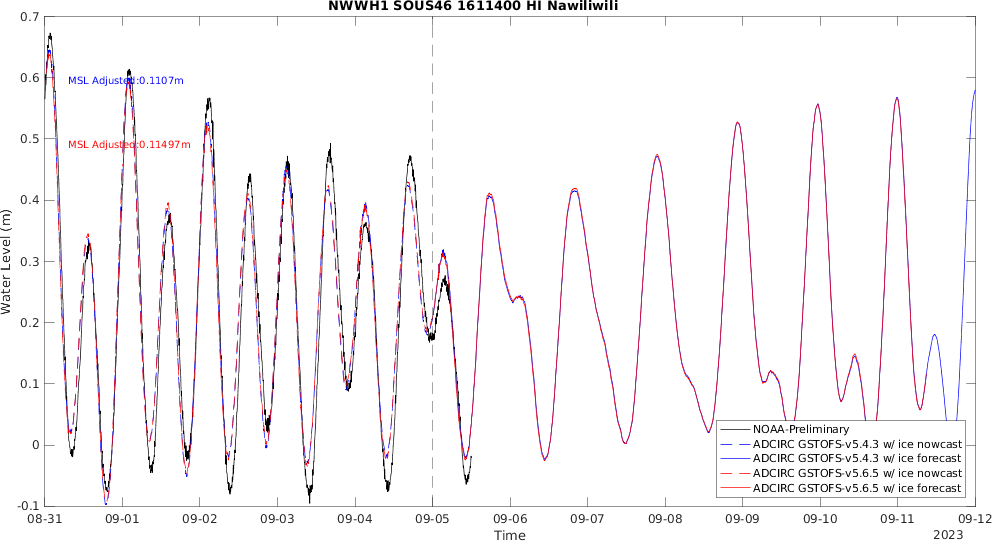 NWWH1 SOUS46 1611400 HI Nawiliwili
0.7
0.6
0.5
0.4
0.3
0.2
0.1
0
-0.1
Water Level (m)
MSL Adjusted:0.1107m
MSL Adjusted:0.11497m
NOAA-Preliminary
ADCIRC GSTOFS-v5.4.3 w/ ice nowcast
ADCIRC GSTOFS-v5.4.3 w/ ice forecast
ADCIRC GSTOFS-v5.6.5 w/ ice nowcast
ADCIRC GSTOFS-v5.6.5 w/ ice forecast
08-31 09-01 09-02 09-03 09-04 09-05 09-06 09-07 09-08 09-09 09-10 09-11 09-12
Time
2023